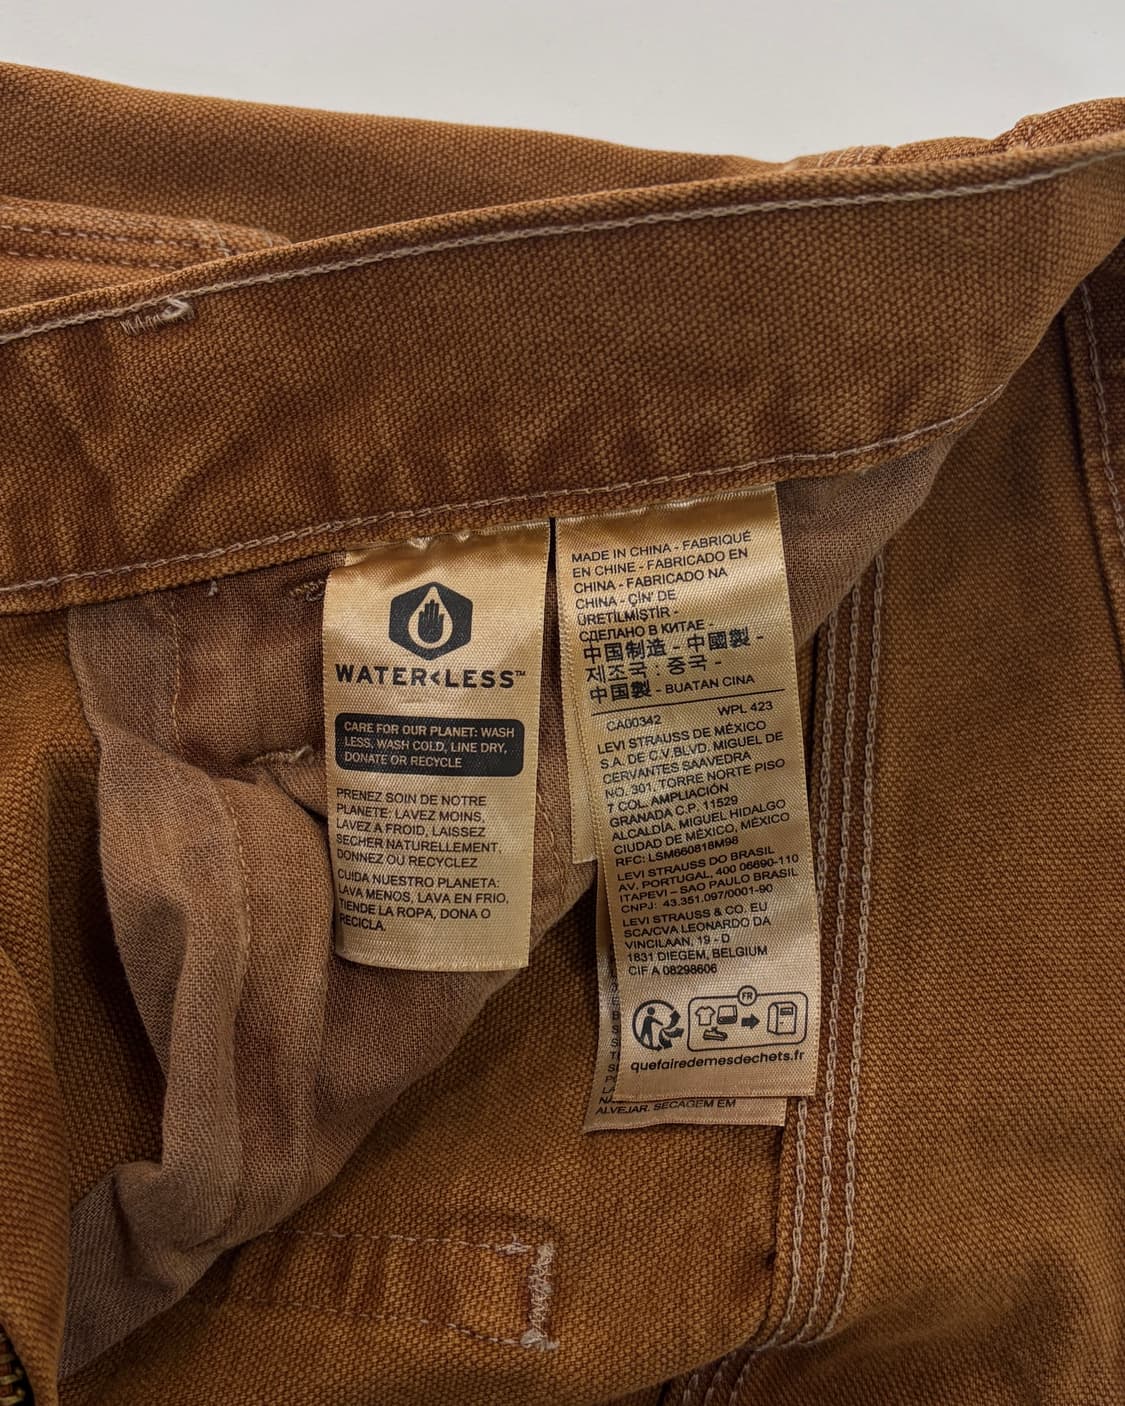 WATER<LESS™
CARE FOR OUR PLANET: WASH
LESS, WASH COLD, LINE DRY,
DONATE OR RECYCLE
PRENEZ SOIN DE NOTRE
PLANETE: LAVEZ MOINS,
LAVEZ A FROID, LAISSEZ
SECHER NATURELLEMENT,
DONNEZ OU RECYCLEZ
CUIDA NUESTRO PLANETA:
LAVA MENOS, LAVA EN FRIO,
TIENDE LA ROPA, DONA O
RECICLA.
MADE IN CHINA - FABRIQUÉ
EN CHINE - FABRICADO EN
CHINA - FABRICADO NA
CHINA - ÇİN' DE
ÜRETİLMİŞTİR -
СДЕЛАНО В КИТАЕ -
中国制造 - 中國製 -
제조국 : 중국 -
中国製 - BUATAN CINA
CA00342 WPL 423
LEVI STRAUSS DE MÉXICO
S.A. DE C.V.BLVD. MIGUEL DE
CERVANTES SAAVEDRA
NO. 301, TORRE NORTE PISO
7 COL. AMPLIACIÓN
GRANADA C.P. 11529
ALCALDÍA, MIGUEL HIDALGO
CIUDAD DE MÉXICO, MÉXICO
RFC: LSM660818M98
LEVI STRAUSS DO BRASIL
AV. PORTUGAL, 400 06690-110
ITAPEVI – SAO PAULO BRASIL
CNPJ: 43.351.097/0001-90
LEVI STRAUSS & CO. EU
SCA/CVA LEONARDO DA
VINCILAAN, 19 - D
1831 DIEGEM, BELGIUM
CIF A 08298606
FR
quefairedemesdechets.fr
ALVEJAR. SECAGEM EM